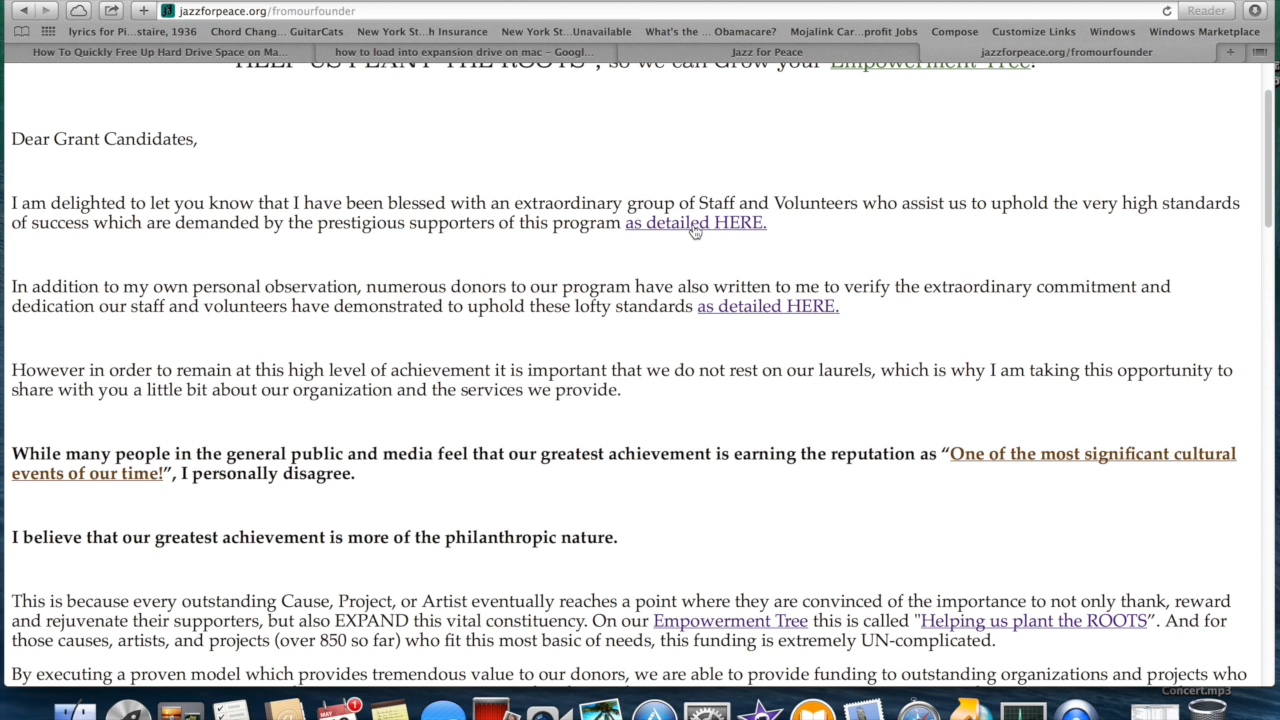 jazzforpeace.org/fromourfounder
Reader
lyrics for Pi...staire, 1936 Chord Chang... GuitarCats New York St...h Insurance New York St...Unavailable What's the ... Obamacare? Mojalink Car...profit Jobs Compose Customize Links Windows Windows Marketplace
How To Quickly Free Up Hard Drive Space on Ma... how to load into expansion drive on mac - Googl... Jazz for Peace jazzforpeace.org/fromourfounder
"HELP US PLANT THE ROOTS", so we can Grow your Empowerment Tree!
Dear Grant Candidates,
I am delighted to let you know that I have been blessed with an extraordinary group of Staff and Volunteers who assist us to uphold the very high standards
of success which are demanded by the prestigious supporters of this program as detailed HERE.
In addition to my own personal observation, numerous donors to our program have also written to me to verify the extraordinary commitment and
dedication our staff and volunteers have demonstrated to uphold these lofty standards as detailed HERE.
However in order to remain at this high level of achievement it is important that we do not rest on our laurels, which is why I am taking this opportunity to
share with you a little bit about our organization and the services we provide.
While many people in the general public and media feel that our greatest achievement is earning the reputation as “One of the most significant cultural
events of our time!”, I personally disagree.
I believe that our greatest achievement is more of the philanthropic nature.
This is because every outstanding Cause, Project, or Artist eventually reaches a point where they are convinced of the importance to not only thank, reward
and rejuvenate their supporters, but also EXPAND this vital constituency. On our Empowerment Tree this is called "Helping us plant the ROOTS”. And for
those causes, artists, and projects (over 850 so far) who fit this most basic of needs, this funding is extremely UN-complicated.
By executing a proven model which provides tremendous value to our donors, we are able to provide funding to outstanding organizations and projects who
Concert.mp3
MAY
1